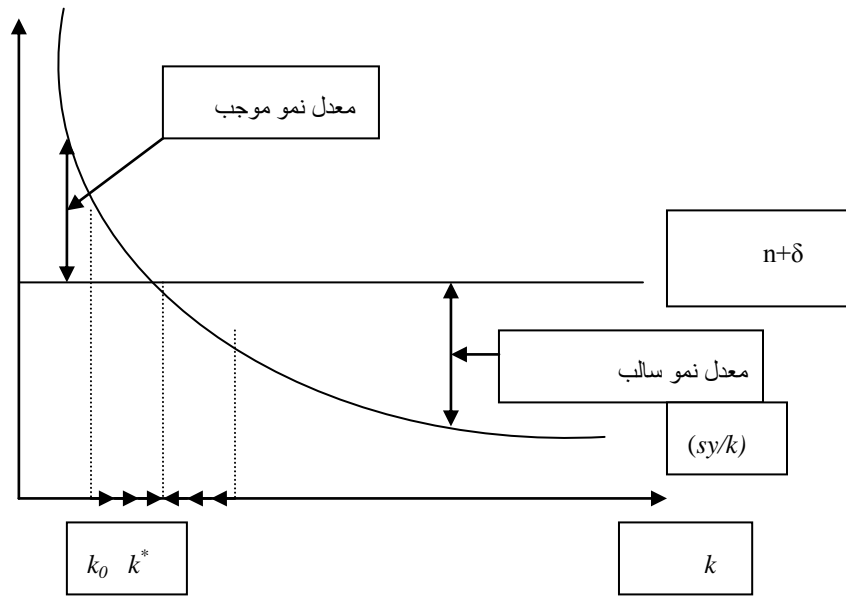 معدل نمو موجب
n+δ
معدل نمو سالب
(sy/k)
k₀ k*
k